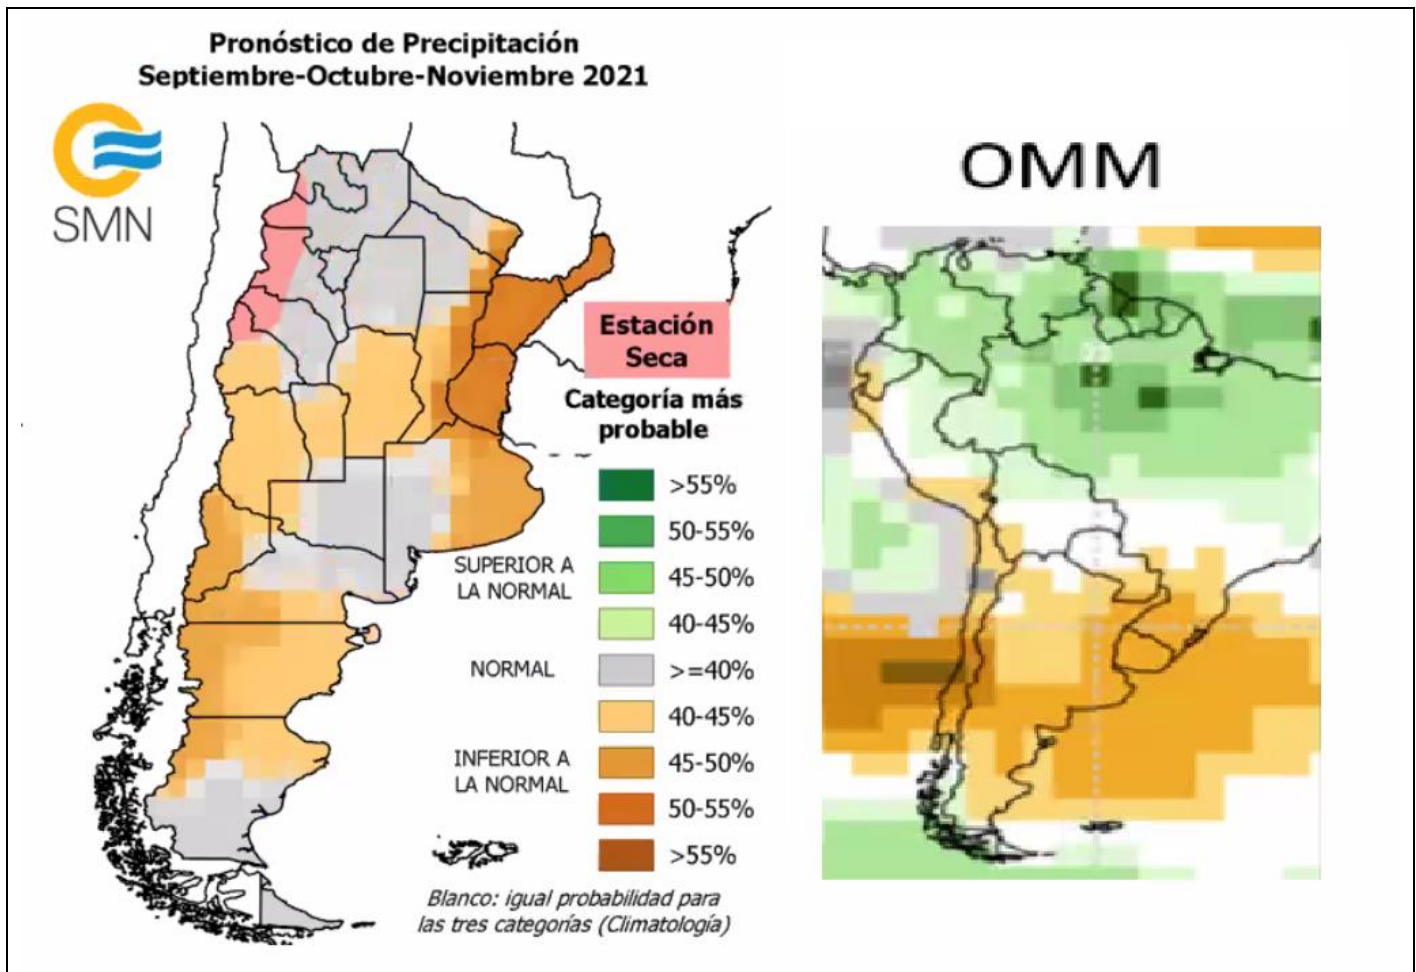 Pronóstico de Precipitación
Septiembre-Octubre-Noviembre 2021
SMN
OMM
Estación
Seca
Categoría más
probable
>55%
50-55%
45-50%
SUPERIOR A
LA NORMAL
40-45%
NORMAL
>=40%
40-45%
INFERIOR A
LA NORMAL
45-50%
50-55%
>55%
Blanco: igual probabilidad para
las tres categorías (Climatología)